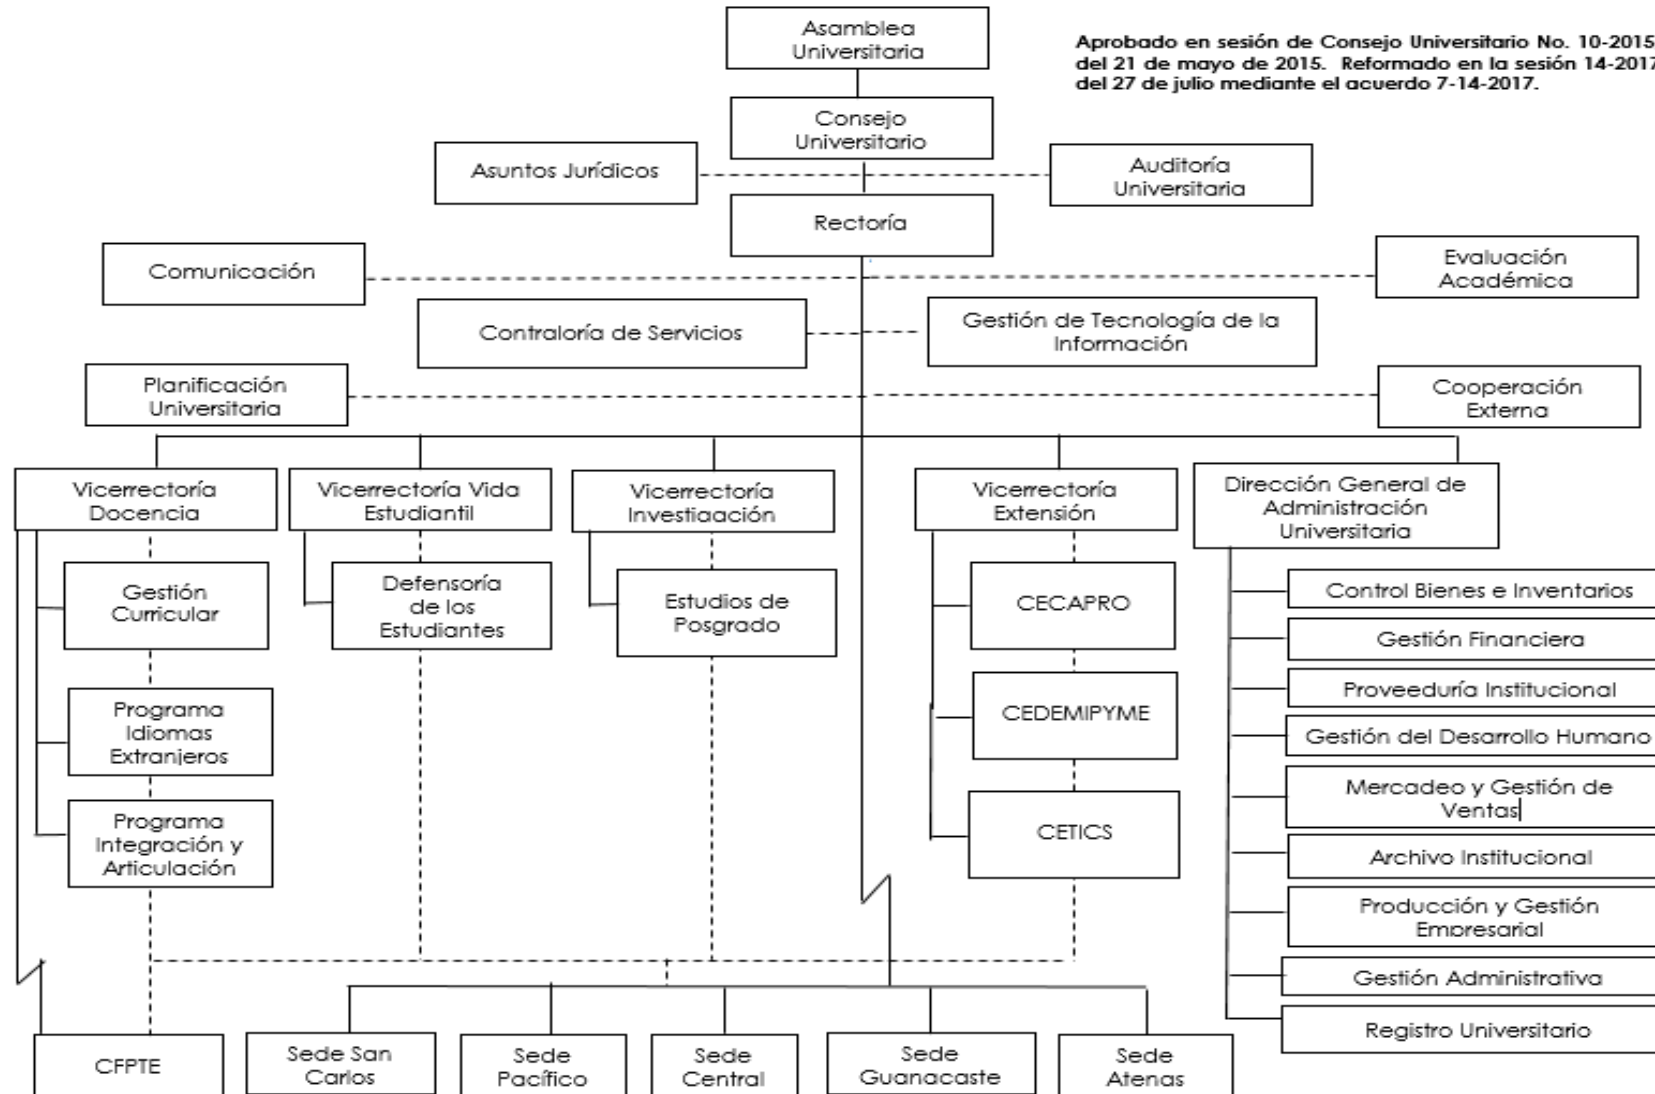 Asamblea
Universitaria
Aprobado en sesión de Consejo Universitario No. 10-2015
del 21 de mayo de 2015. Reformado en la sesión 14-2017
del 27 de julio mediante el acuerdo 7-14-2017.
Consejo
Universitario
Asuntos Jurídicos
Auditoría
Universitaria
Rectoría
Comunicación
Evaluación
Académica
Contraloría de Servicios
Gestión de Tecnología de la
Información
Planificación
Universitaria
Cooperación
Externa
Vicerrectoría
Docencia
Vicerrectoría Vida
Estudiantil
Vicerrectoría
Investigación
Vicerrectoría
Extensión
Dirección General de
Administración
Universitaria
Gestión
Curricular
Programa
Idiomas
Extranjeros
Programa
Integración y
Articulación
Defensoría
de los
Estudiantes
Estudios de
Posgrado
CECAPRO
CEDEMIPYME
CETICS
Control Bienes e Inventarios
Gestión Financiera
Proveeduría Institucional
Gestión del Desarrollo Humano
Mercadeo y Gestión de
Ventas
Archivo Institucional
Producción y Gestión
Empresarial
Gestión Administrativa
Registro Universitario
CFPTE
Sede San
Carlos
Sede
Pacífico
Sede
Central
Sede
Guanacaste
Sede
Atenas